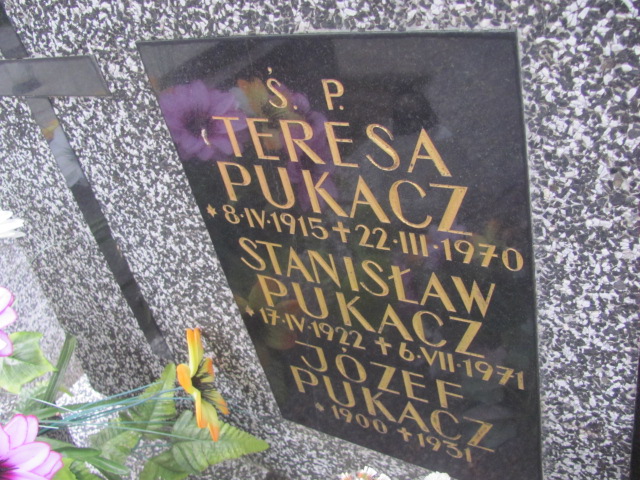 Ś. P.
TERESA
PUKACZ
* 8·IV·1915 + 22·III·1970
STANISŁAW
PUKACZ
* 17·IV·1922 + 6·VII·1971
JÓZEF
PUKACZ
* 1900 + 1931